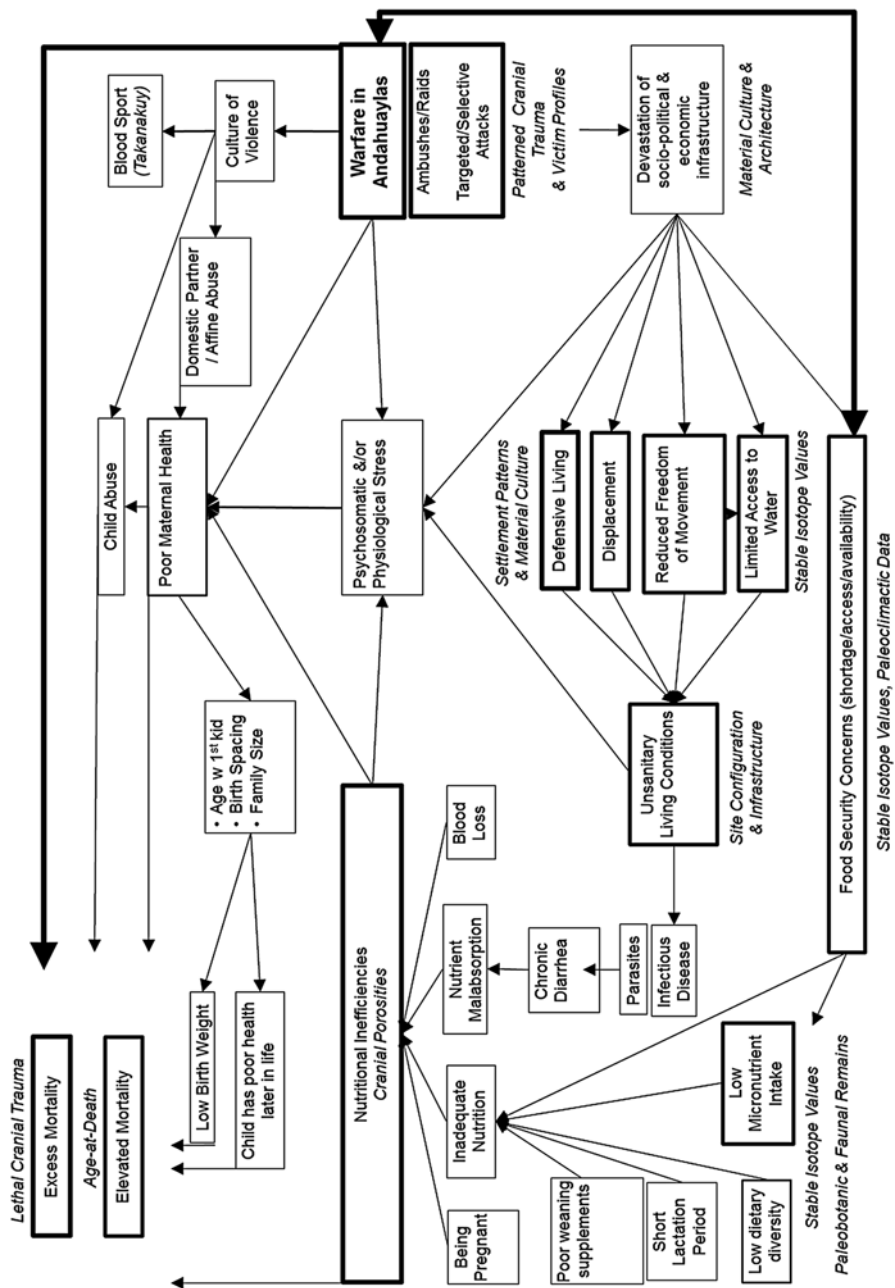 Lethal Cranial Trauma
Excess Mortality
Age-at-Death
Elevated Mortality
Low Birth Weight
Child has poor health
later in life
• Age w 1st kid
• Birth Spacing
• Family Size
Child Abuse
Poor Maternal Health
Domestic Partner
/ Affine Abuse
Blood Sport
(Takanakuy)
Culture of
Violence
Warfare in
Andahuaylas
Ambushes/Raids
Targeted/Selective
Attacks
Patterned Cranial
Trauma
& Victim Profiles
Psychosomatic &/or
Physiological Stress
Nutritional Inefficiencies
Cranial Porosities
Being
Pregnant
Inadequate
Nutrition
Nutrient
Malabsorption
Blood
Loss
Chronic
Diarrhea
Parasites
Infectious
Disease
Poor weaning
supplements
Short
Lactation
Period
Low dietary
diversity
Low
Micronutrient
Intake
Stable Isotope Values
Paleobotanic & Faunal Remains
Unsanitary
Living Conditions
Site Configuration
& Infrastructure
Settlement Patterns
& Material Culture
Defensive Living
Displacement
Reduced Freedom
of Movement
Limited Access to
Water
Stable Isotope Values
Devastation of
socio-political &
economic
infrastructure
Material Culture &
Architecture
Food Security Concerns (shortage/access/availability)
Stable Isotope Values, Paleoclimactic Data